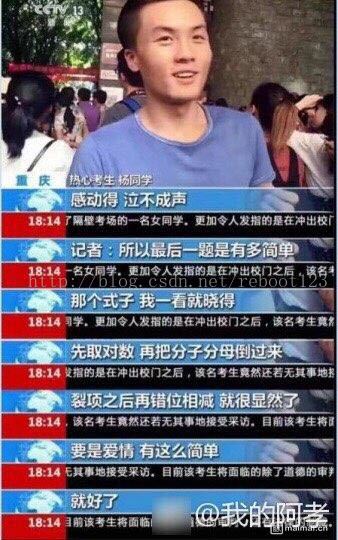 CCTV 13
重庆 热心考生 杨同学
感动得 泣不成声
18:14 了隔壁考场的一名女同学。更加令人发指的是在冲出校门之
记者：所以最后一题是有多简单
18:14 一名女同学。更加令人发指的是在冲出校门之后，该名考
http://blog.csdn.net/reboot123
那个式子 我一看就晓得
18:14 同学。更加令人发指的是在冲出校门之后，该名考生竟然
先取对数 再把分子分母倒过来
18:14 发指的是在冲出校门之后，该名考生竟然还若无其事地
裂项之后再错位相减 就很显然了
18:14 ，该名考生竟然还若无其事地接受采访。目前该考生将面
要是爱情 有这么简单
18:14 无其事地接受采访。目前该考生将面临的除了道德的审判
就好了
18:14 目前该考生将面临的除了道德的审
@我的阿孝
maimai.cn